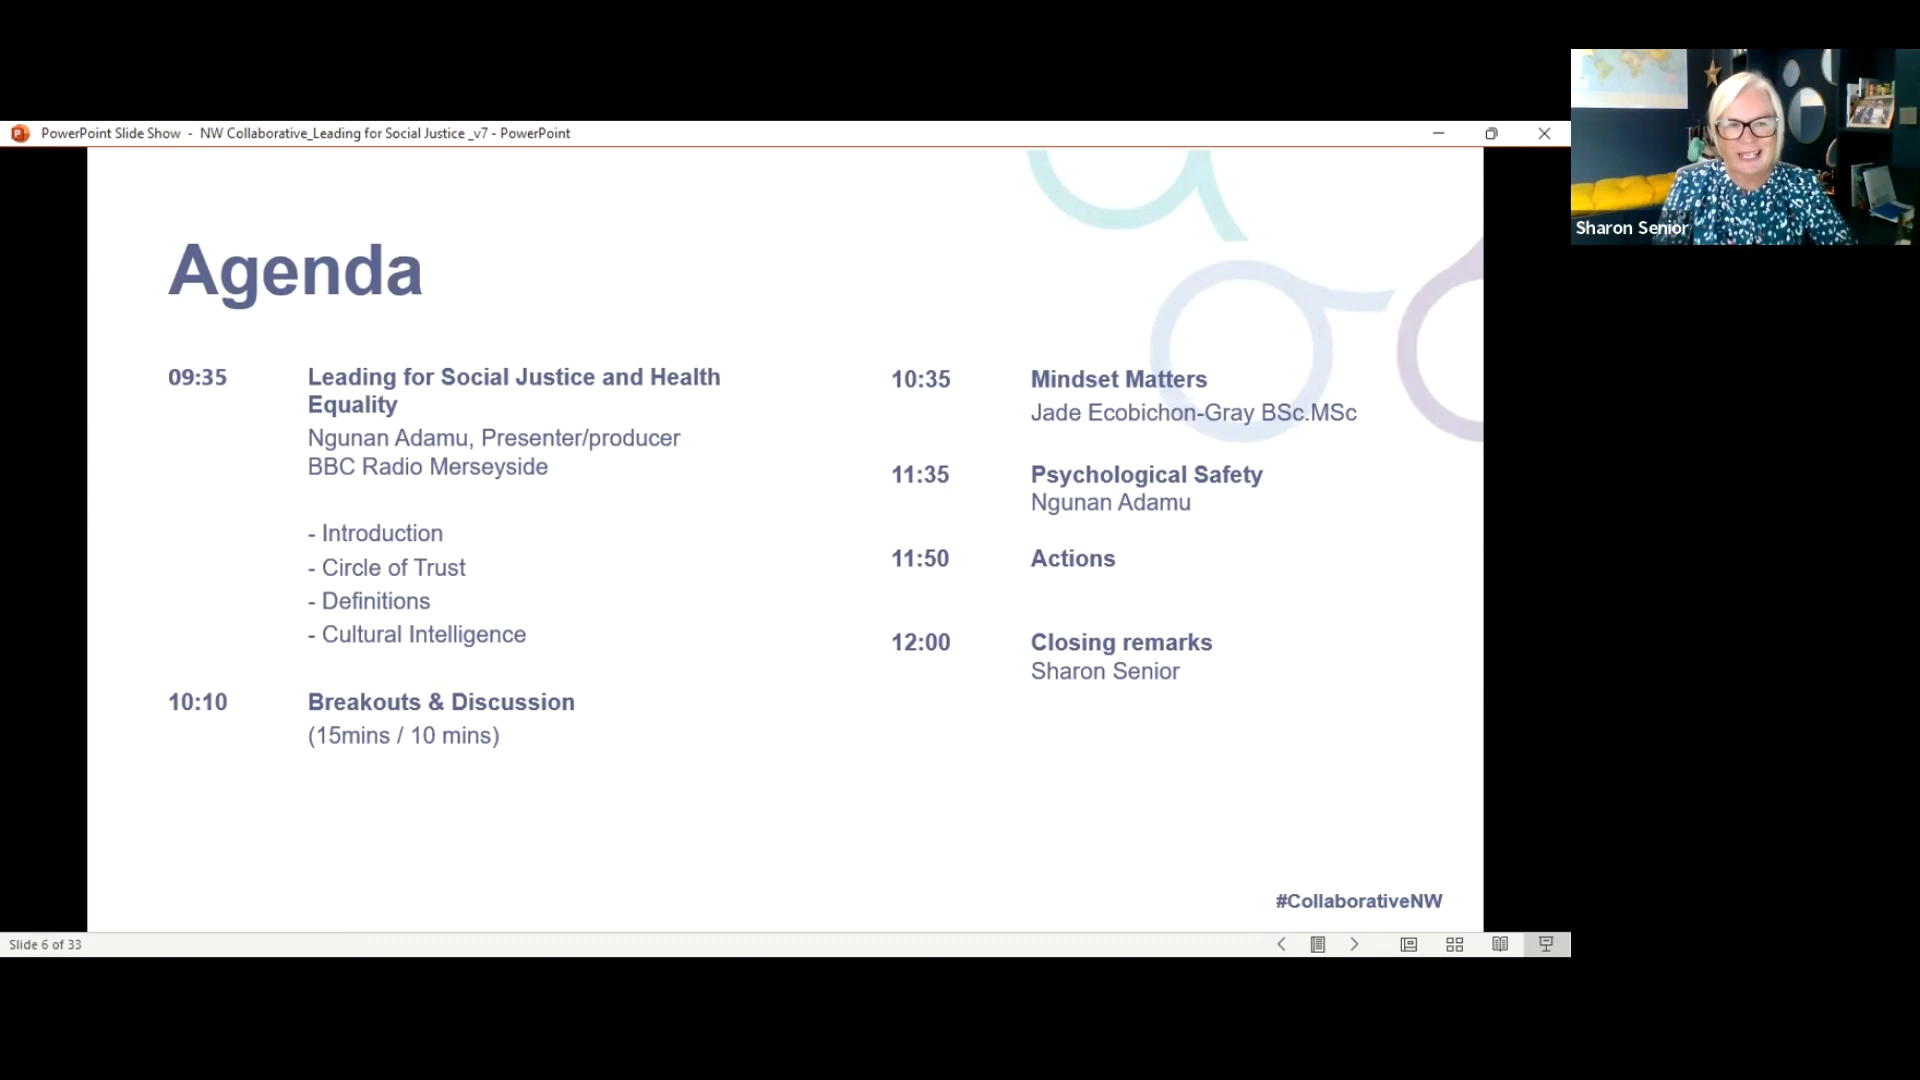 PowerPoint Slide Show - NW Collaborative_Leading for Social Justice _v7 - PowerPoint
Sharon Senior
Agenda
09:35
Leading for Social Justice and Health
Equality
Ngunan Adamu, Presenter/producer
BBC Radio Merseyside
- Introduction
- Circle of Trust
- Definitions
- Cultural Intelligence
10:10
Breakouts & Discussion
(15mins / 10 mins)
10:35
Mindset Matters
Jade Ecobichon-Gray BSc.MSc
11:35
Psychological Safety
Ngunan Adamu
11:50
Actions
12:00
Closing remarks
Sharon Senior
#CollaborativeNW
Slide 6 of 33